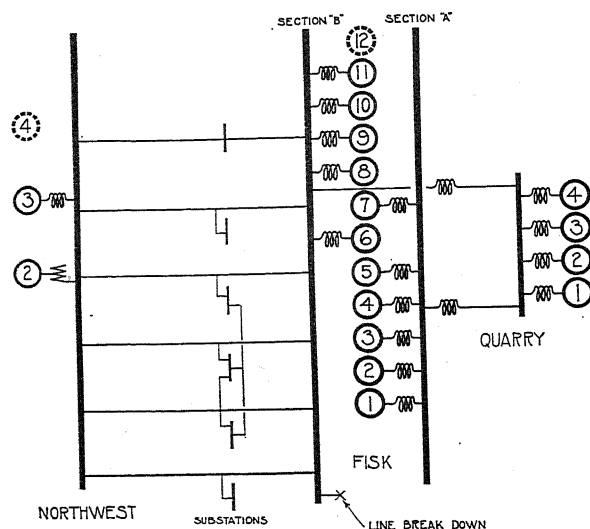 SECTION "B"
SECTION "A"
12
11
10
9
8
7
6
5
4
3
2
1
4
3
2
4
3
2
1
QUARRY
FISK
NORTHWEST
SUBSTATIONS
LINE BREAK DOWN